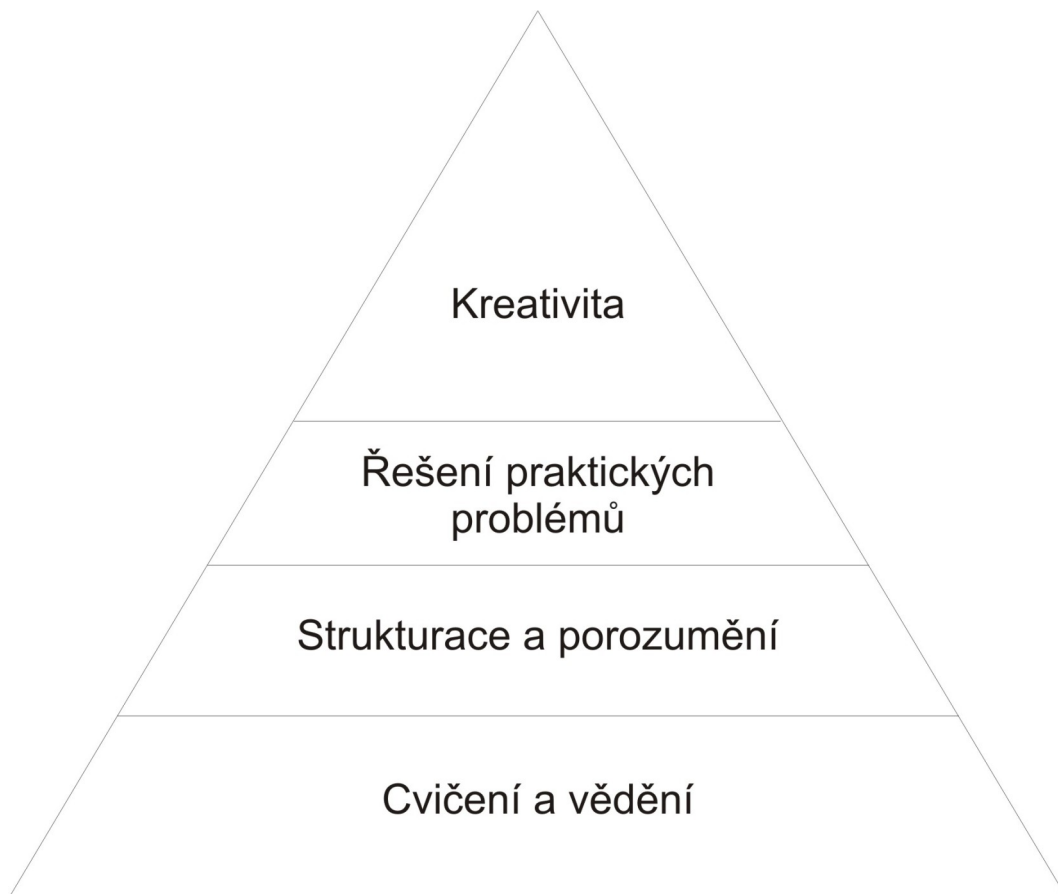 Kreativita
Řešení praktických
problémů
Strukturace a porozumění
Cvičení a vědění